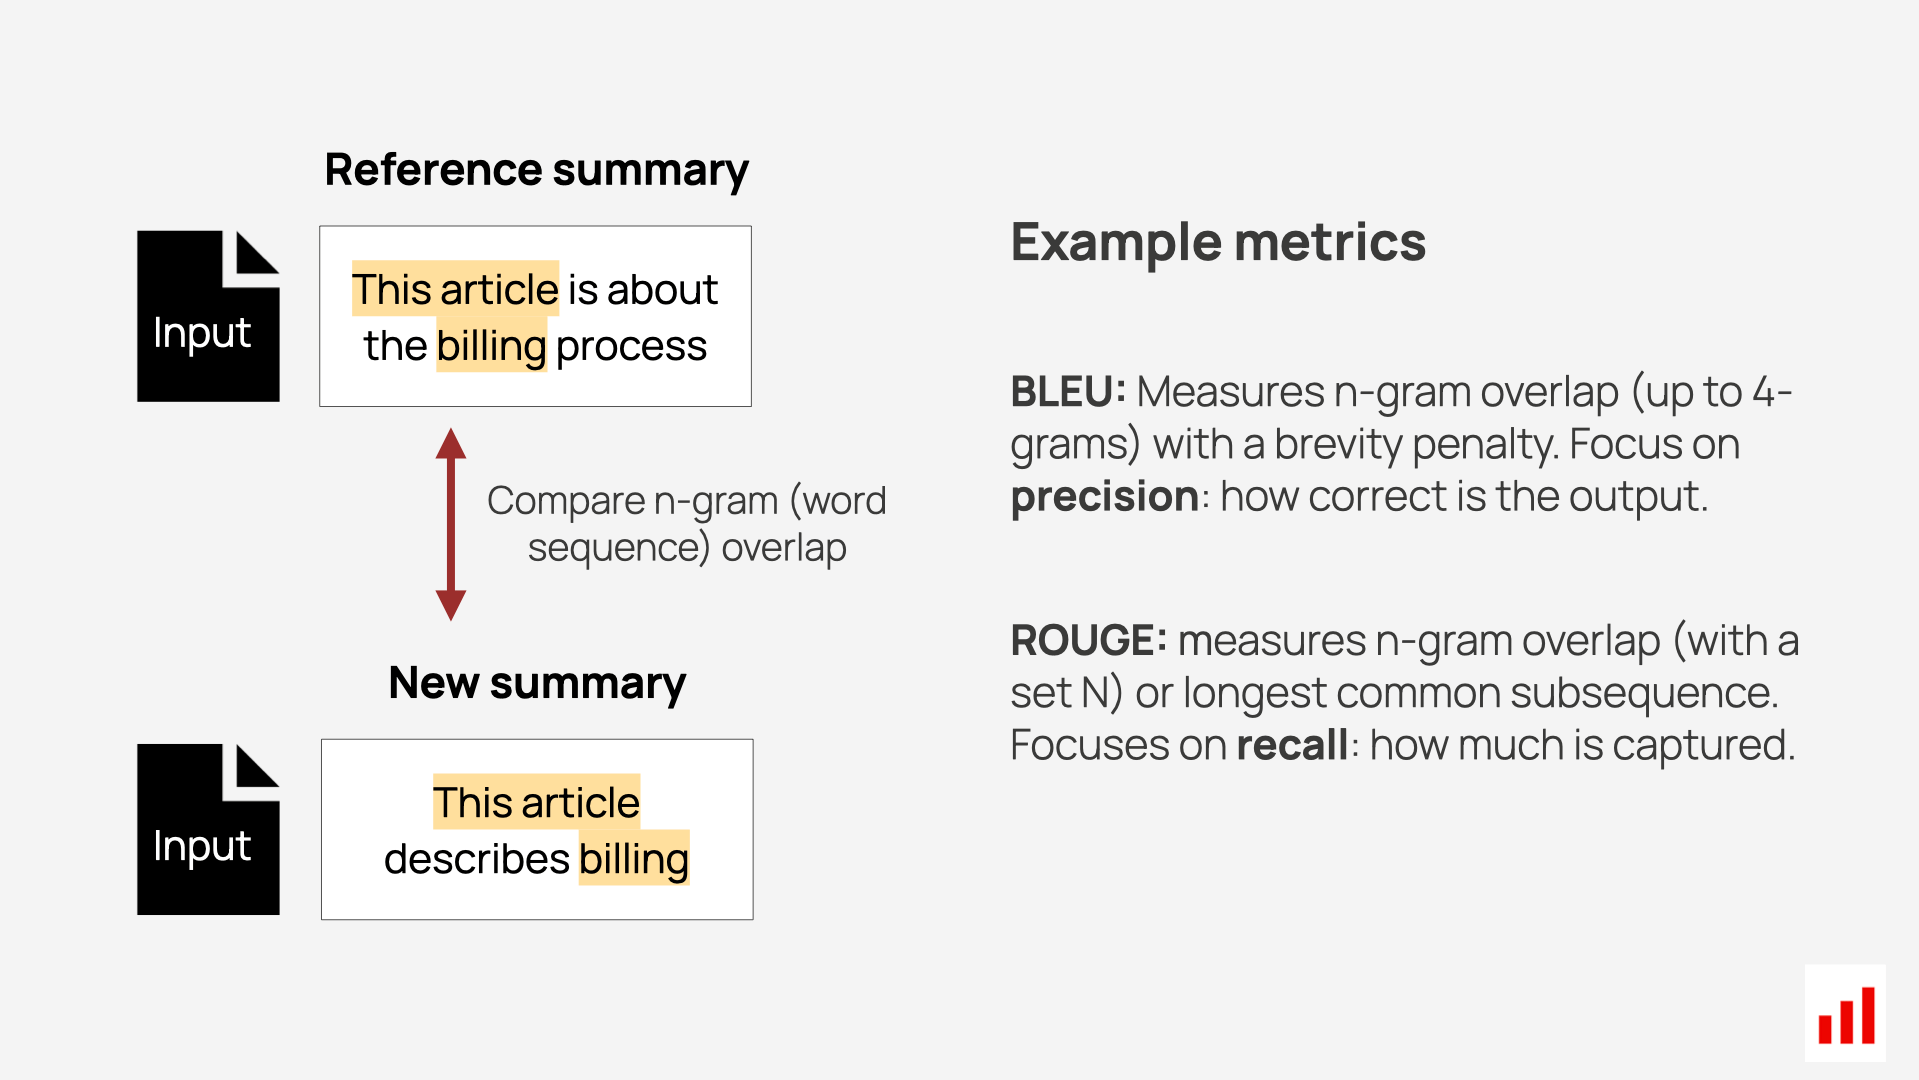 Reference summary
Input
This article is about
the billing process
Compare n-gram (word
sequence) overlap
New summary
Input
This article
describes billing
Example metrics
BLEU: Measures n-gram overlap (up to 4-
grams) with a brevity penalty. Focus on
precision: how correct is the output.
ROUGE: measures n-gram overlap (with a
set N) or longest common subsequence.
Focuses on recall: how much is captured.